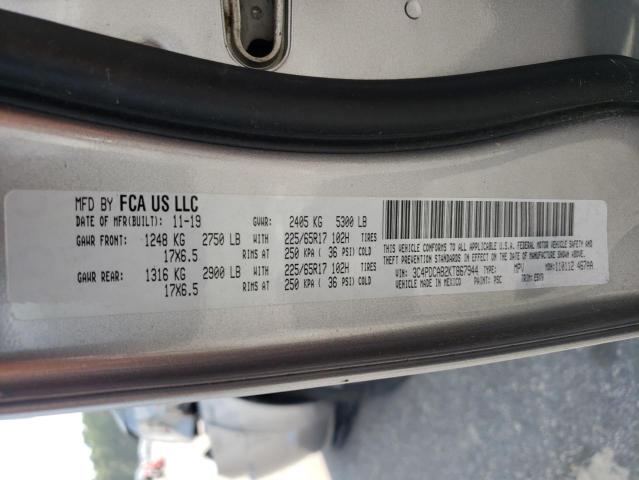 MFD BY FCA US LLC
DATE OF MFR(BUILT): 11-19 GVWR: 2405 KG 5300 LB
GAWR FRONT: 1248 KG 2750 LB WITH 225/65R17 102H TIRES
17X6.5 RIMS AT 250 KPA ( 36 PSI) COLD
GAWR REAR: 1316 KG 2900 LB WITH 225/65R17 102H TIRES
17X6.5 RIMS AT 250 KPA ( 36 PSI) COLD
THIS VEHICLE CONFORMS TO ALL APPLICABLE U.S.A. FEDERAL MOTOR VEHICLE SAFETY AND
THEFT PREVENTION STANDARDS IN EFFECT ON THE DATE OF MANUFACTURE SHOWN ABOVE.
VIN: 3C4PDCAB2KT867944 TYPE: MPV MDH: 110112 467AA
VEHICLE MADE IN MEXICO PAINT: PSC TRIM: